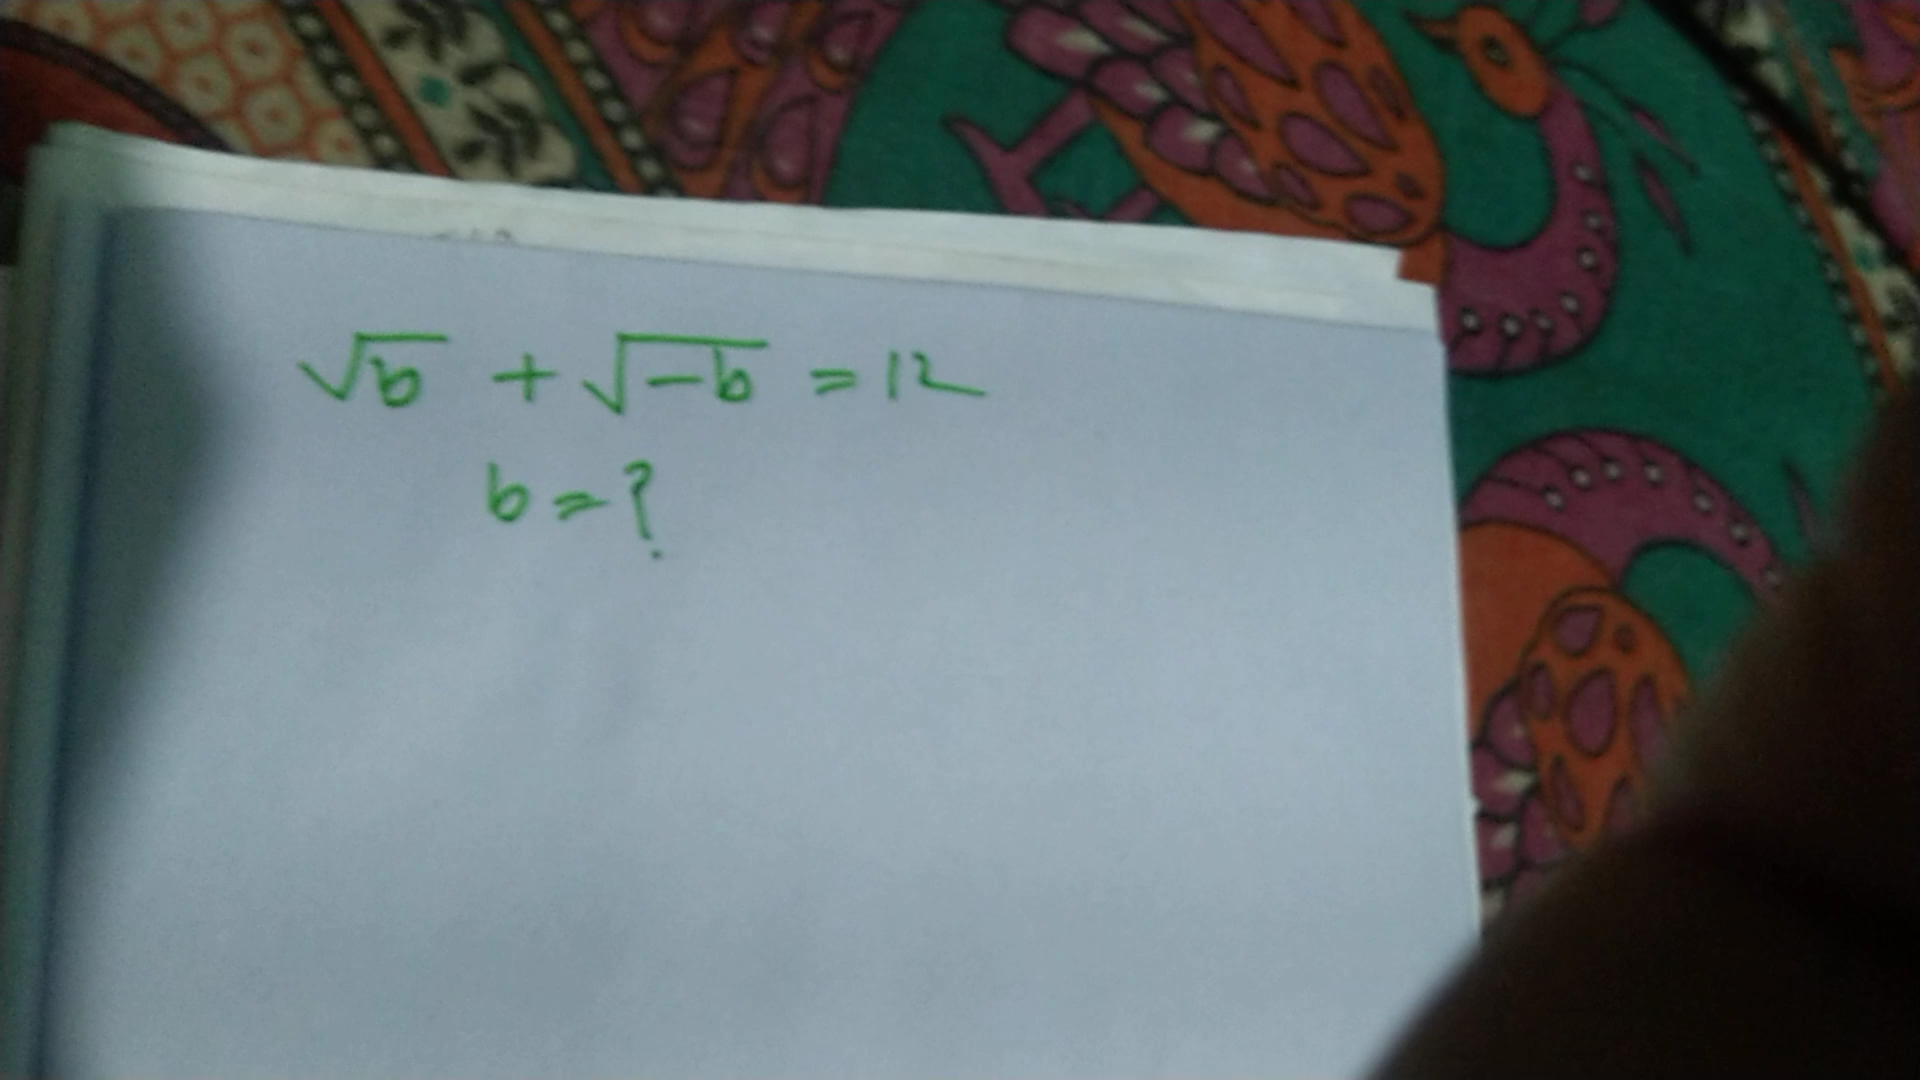 √b + √-b = 12
b = ?